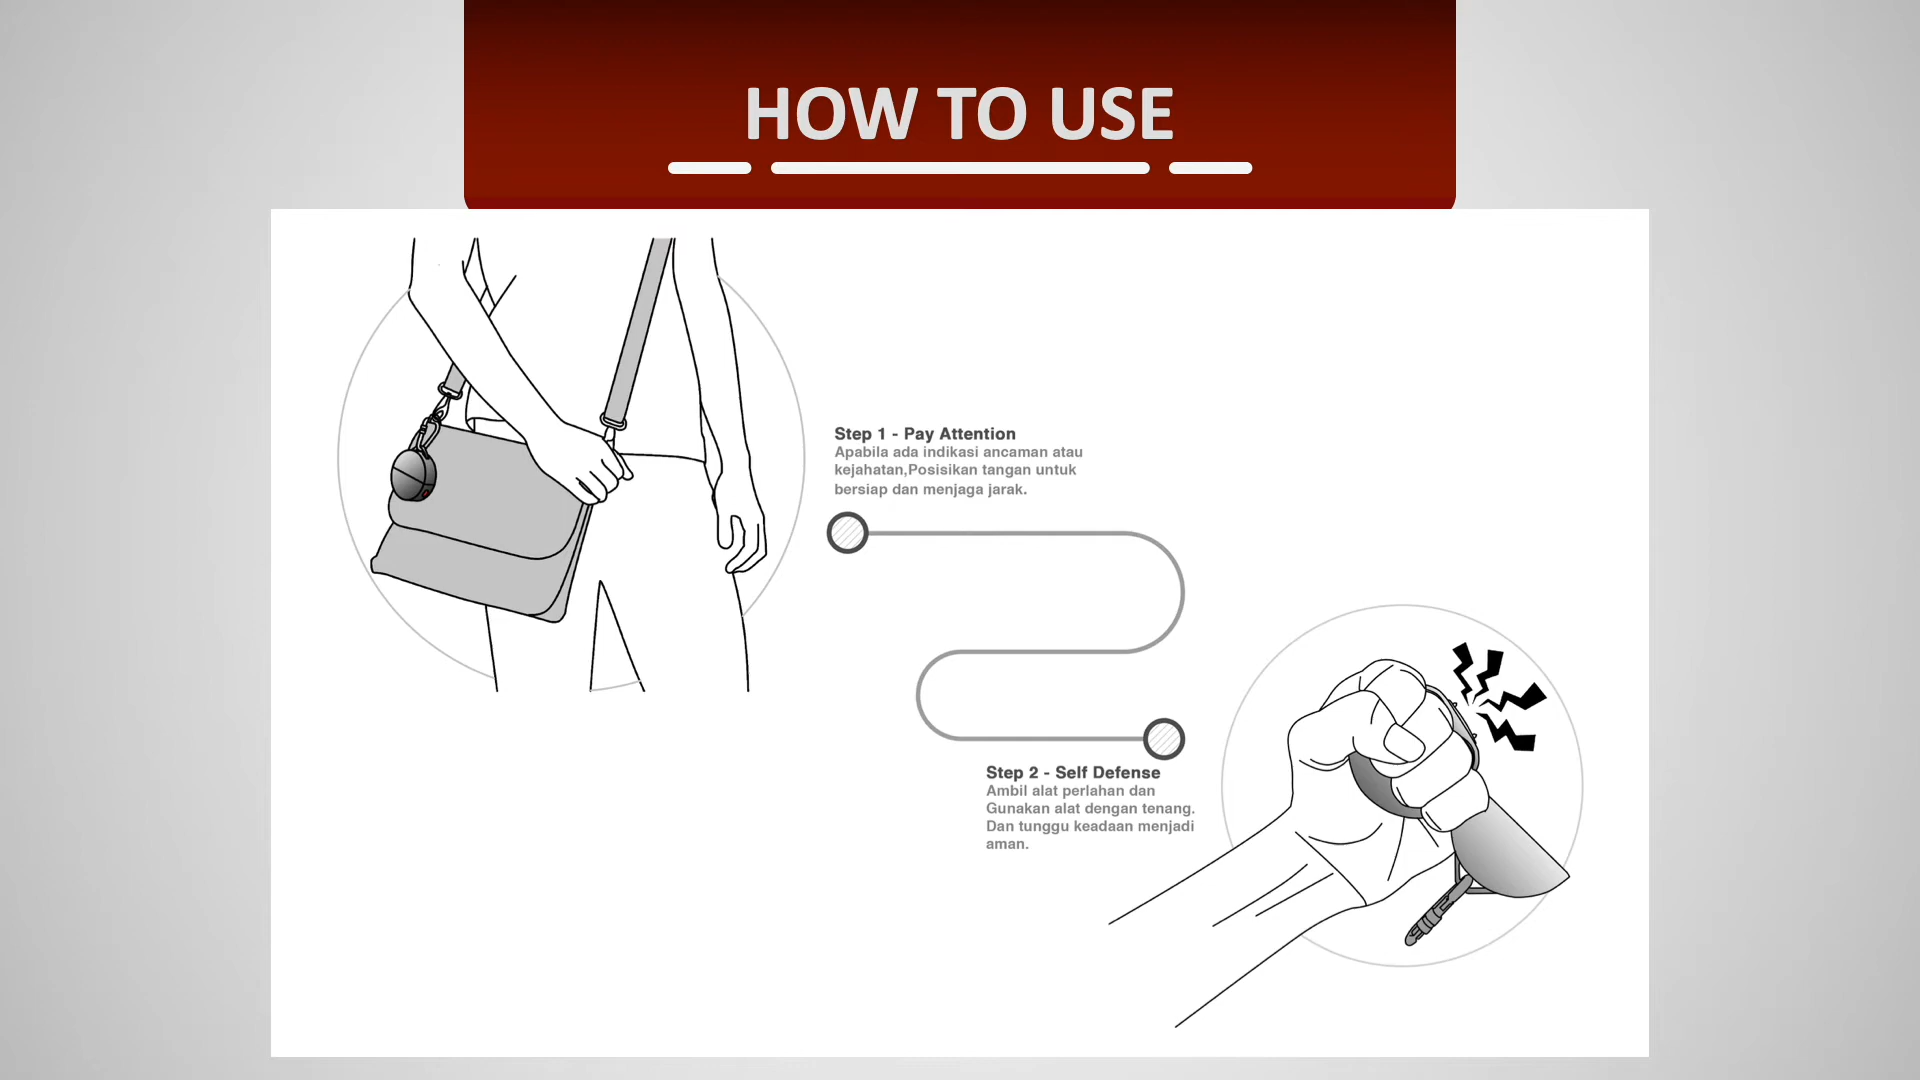 HOW TO USE
Step 1 - Pay Attention
Apabila ada indikasi ancaman atau
kejahatan,Posisikan tangan untuk
bersiap dan menjaga jarak.
Step 2 - Self Defense
Ambil alat perlahan dan
Gunakan alat dengan tenang.
Dan tunggu keadaan menjadi
aman.